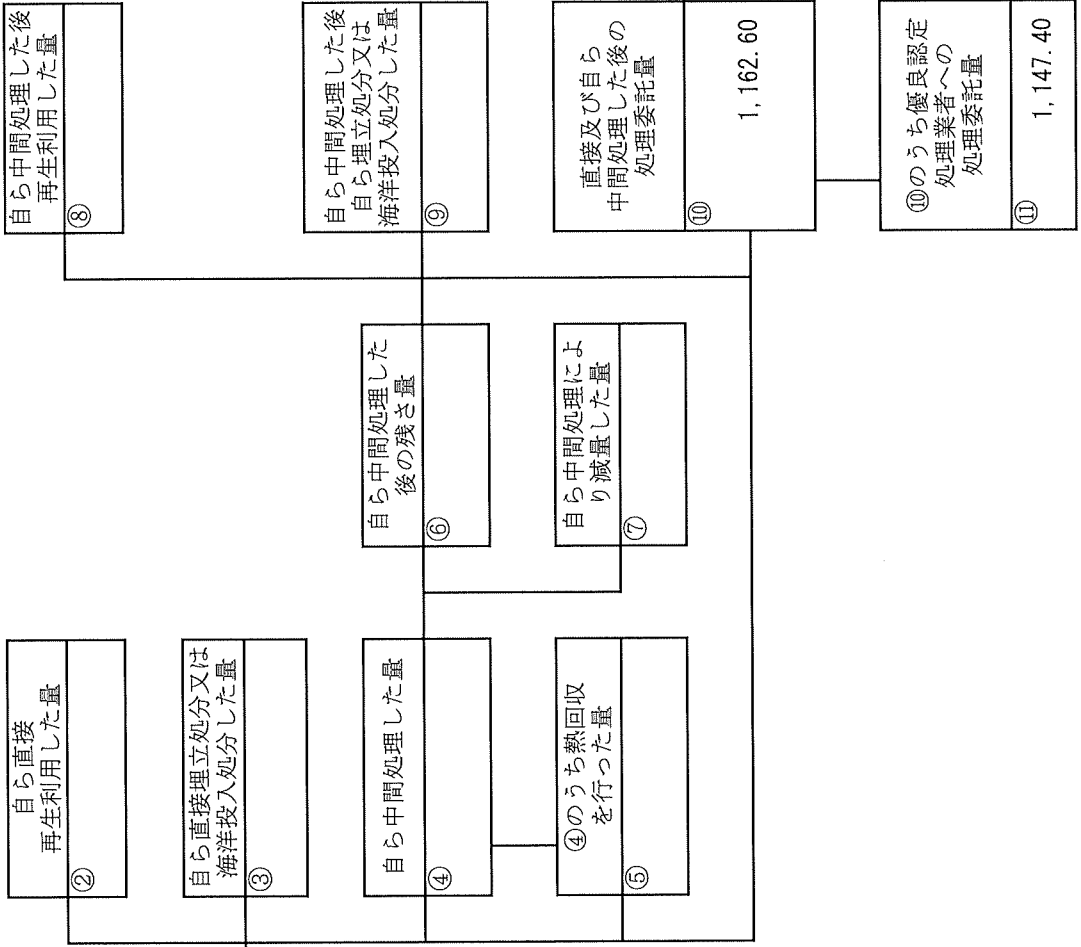 自ら直接
再生利用した量
②
自ら直接埋立処分又は
海洋投入処分した量
③
自ら中間処理した量
④
④のうち熱回収
を行った量
⑤
自ら中間処理した
後の残さ量
⑥
自ら中間処理によ
り減量した量
⑦
自ら中間処理した後
再生利用した量
⑧
自ら中間処理した後
自ら埋立処分又は
海洋投入処分した量
⑨
直接及び自ら
中間処理した後の
処理委託量
⑩
1,162.60
⑩のうち優良認定
処理業者への
処理委託量
⑪
1,147.40